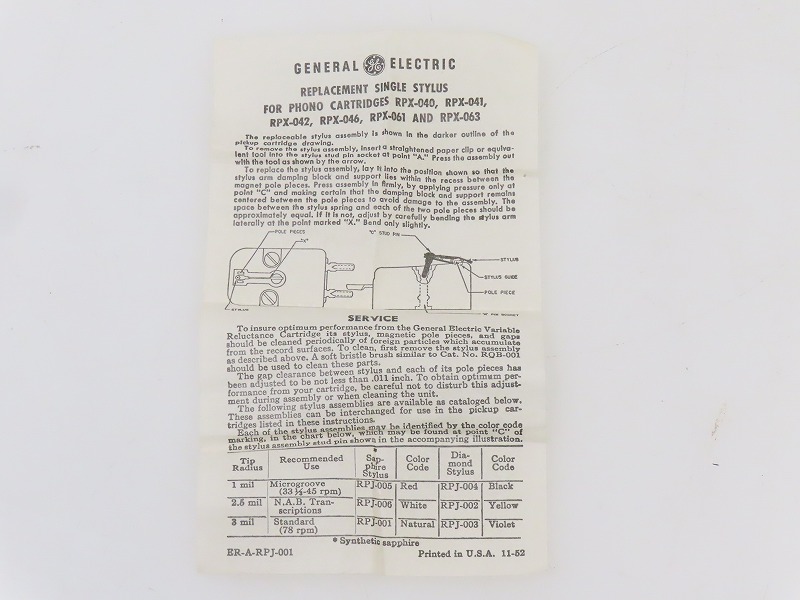 GENERAL GE ELECTRIC
REPLACEMENT SINGLE STYLUS
FOR PHONO CARTRIDGES RPX-040, RPX-041,
RPX-042, RPX-046, RPX-061 AND RPX-063
The replaceable stylus assembly is shown in the darker outline of the
pickup cartridge drawing.
To remove the stylus assembly, insert a straightened paper clip or equiva-
lent tool into the stylus stud pin socket at point "A." Press the assembly out
with the tool as shown by the arrow.
To replace the stylus assembly, lay it into the position shown so that the
stylus arm damping block and support lies within the recess between the
magnet pole pieces. Press assembly in firmly, by applying pressure only at
point "C" and making certain that the damping block and support remains
centered between the pole pieces to avoid damage to the assembly. The
space between the stylus spring and each of the two pole pieces should be
approximately equal. If it is not, adjust by carefully bending the stylus arm
laterally at the point marked "X." Bend only slightly.
POLE PIECES
"X"
"C" STUD PIN
STYLUS
STYLUS GUIDE
POLE PIECE
STYLUS
"A" PIN SOCKET
SERVICE
To insure optimum performance from the General Electric Variable
Reluctance Cartridge its stylus, magnetic pole pieces, and gaps
should be cleaned periodically of foreign particles which accumulate
from the record surfaces. To clean, first remove the stylus assembly
as described above. A soft bristle brush similar to Cat. No. RQB-001
should be used to clean these parts.
The gap clearance between stylus and each of its pole pieces has
been adjusted to be not less than .011 inch. To obtain optimum per-
formance from your cartridge, be careful not to disturb this adjust-
ment during assembly or when cleaning the unit.
The following stylus assemblies are available as cataloged below.
These assemblies can be interchanged for use in the pickup car-
tridges listed in these instructions.
Each of the stylus assemblies may be identified by the color code
marking, in the chart below, which may be found at point "C" of
the stylus assembly stud pin shown in the accompanying illustration.
Tip Radius Recommended Use *Sap-phire Stylus Color Code Dia-mond Stylus Color Code
1 mil Microgroove (33 1/3-45 rpm) RPJ-005 Red RPJ-004 Black
2.5 mil N.A.B. Tran-scriptions RPJ-006 White RPJ-002 Yellow
3 mil Standard (78 rpm) RPJ-001 Natural RPJ-003 Violet
* Synthetic sapphire
ER-A-RPJ-001 Printed in U.S.A. 11-52